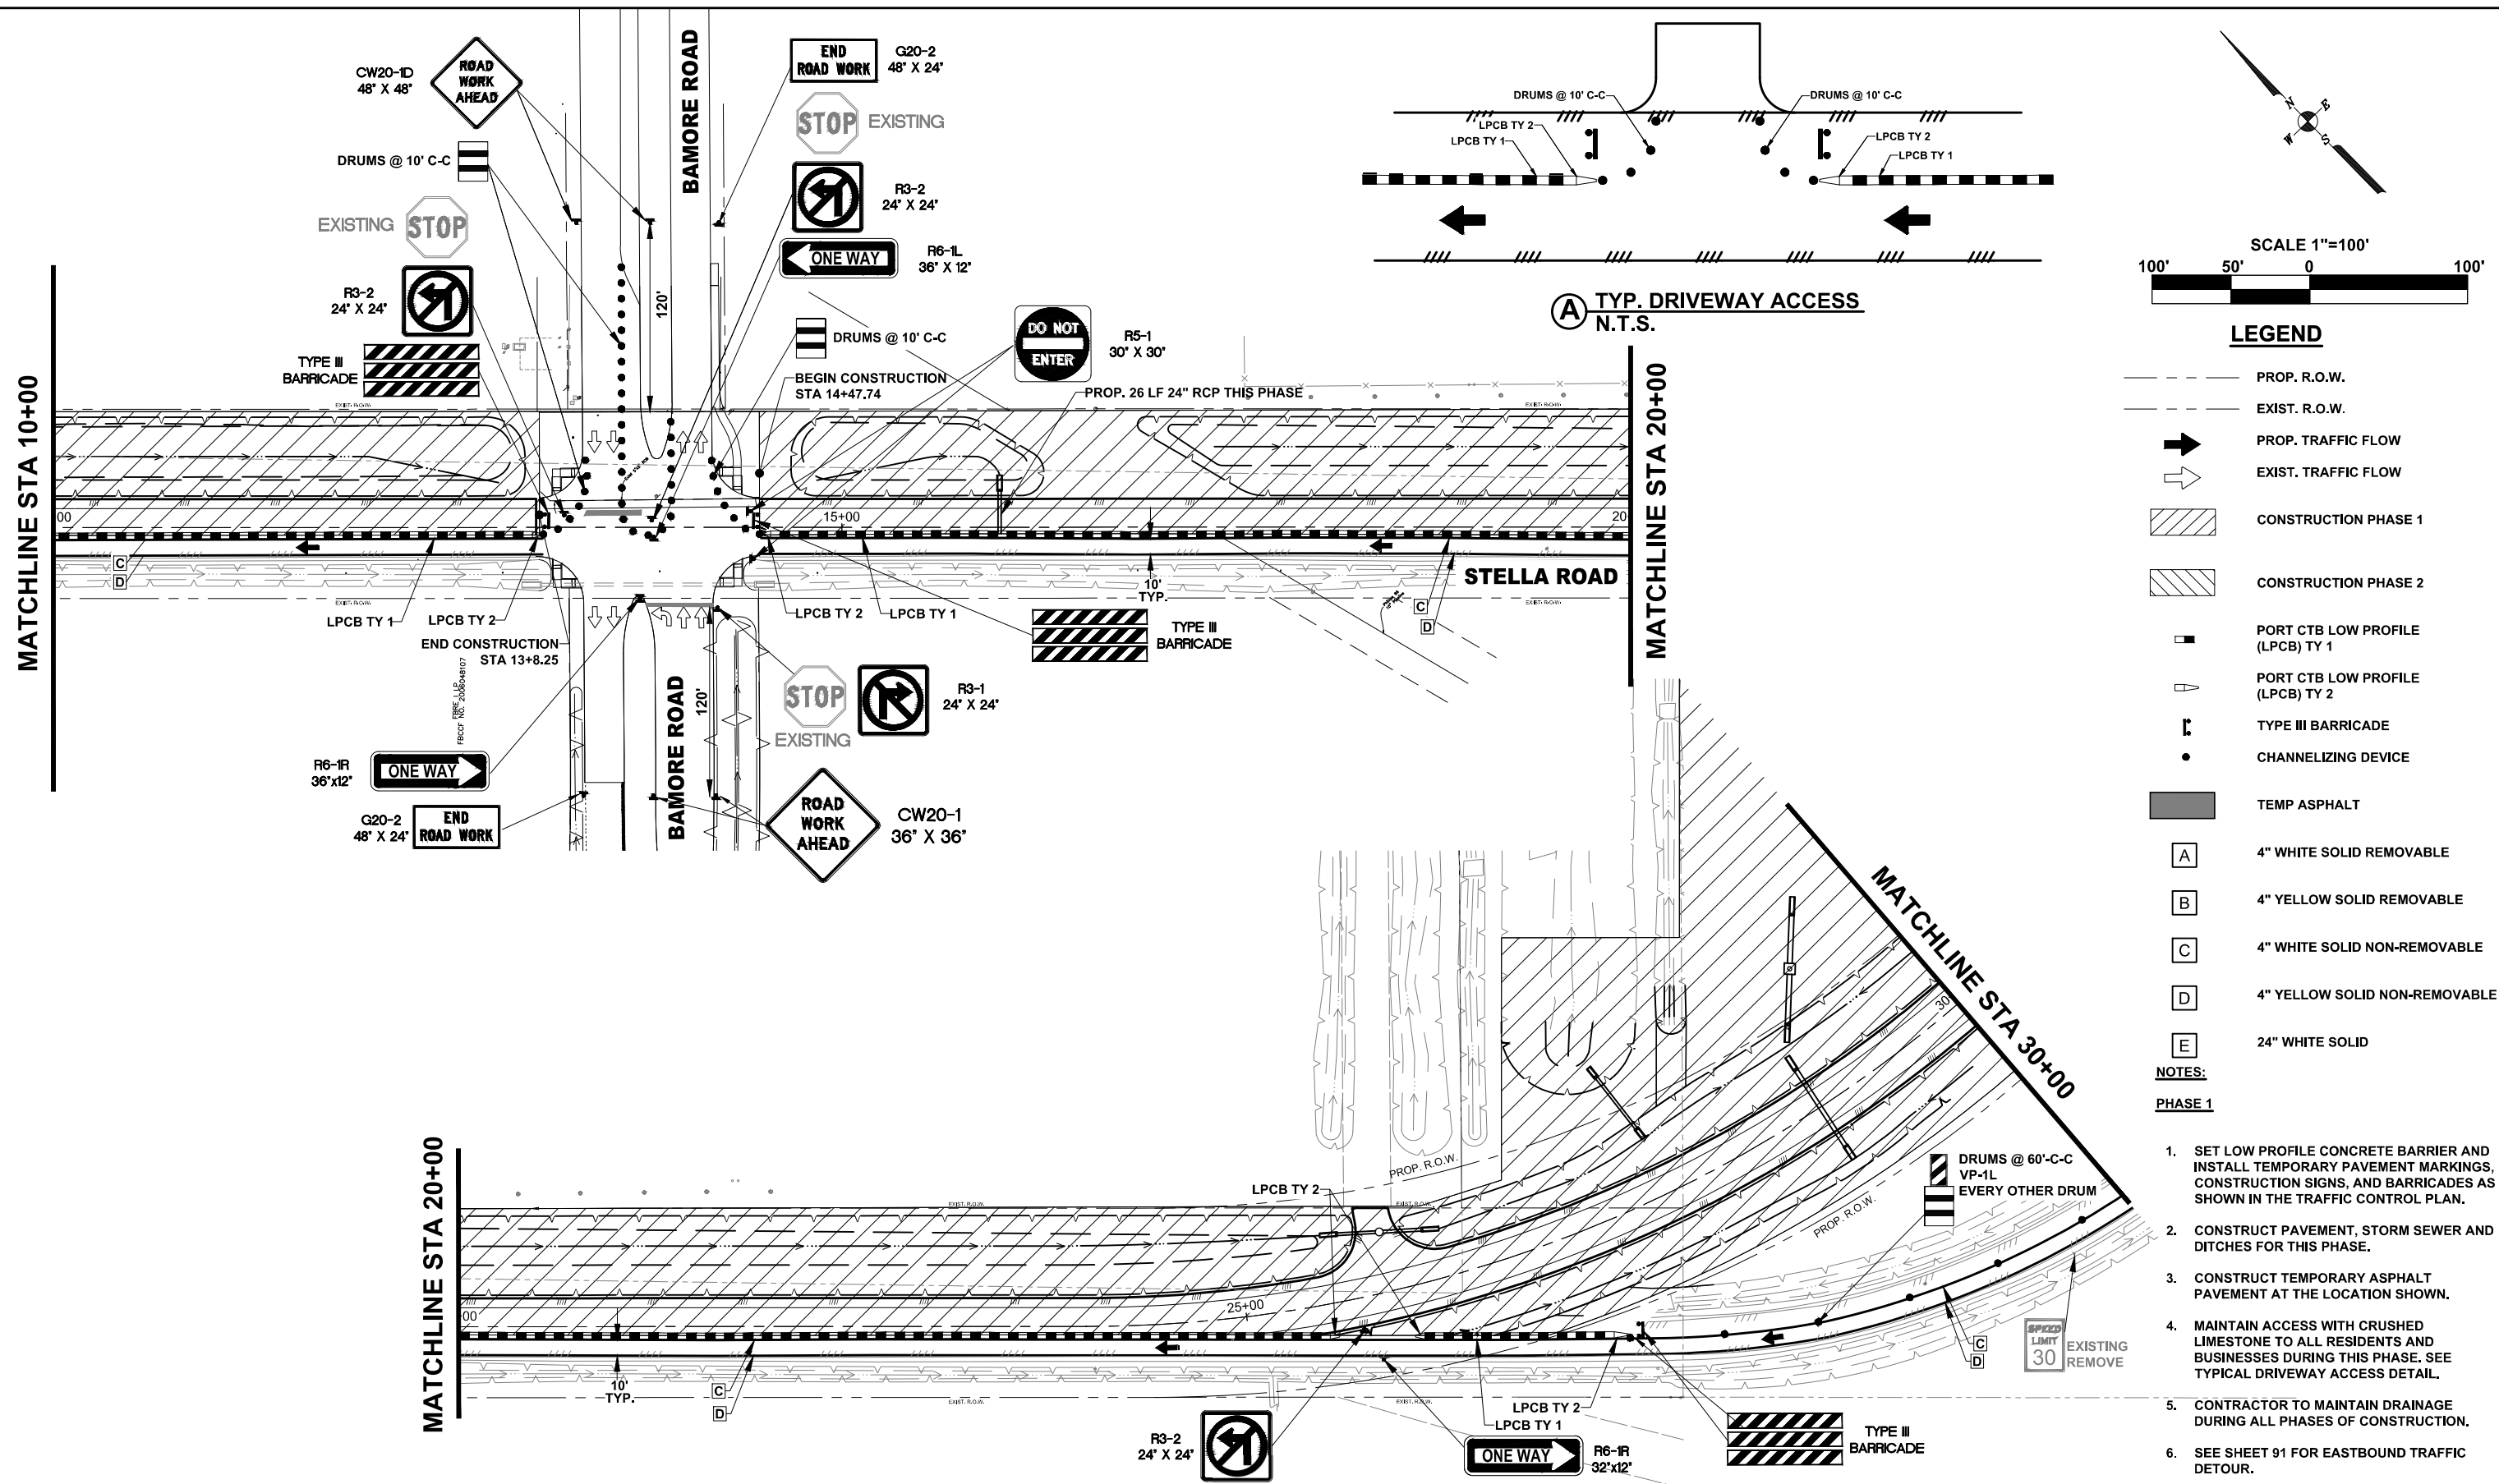 CW20-1D
48" X 48"
ROAD
WORK
AHEAD
BAMORE ROAD
END
ROAD WORK
G20-2
48" X 24"
STOP
EXISTING
DRUMS @ 10' C-C
R3-2
24" X 24"
EXISTING
STOP
ONE WAY
R6-1L
36" X 12"
R3-2
24" X 24"
120'
DRUMS @ 10' C-C
DO NOT
ENTER
R5-1
30" X 30"
TYPE III
BARRICADE
BEGIN CONSTRUCTION
STA 14+47.74
PROP. 26 LF 24" RCP THIS PHASE
EXIST. R.O.W.
EXIST. R.O.W.
EXIST. R.O.W.
MATCHLINE STA 10+00
MATCHLINE STA 20+00
00
15+00
20
C
D
10'
TYP.
STELLA ROAD
EXIST. R.O.W.
EXIST. R.O.W.
LPCB TY 1
LPCB TY 2
LPCB TY 2
LPCB TY 1
C
D
END CONSTRUCTION
STA 13+8.25
TYPE III
BARRICADE
FBRE, LLP
FBCCF NO. 2006048107
BAMORE ROAD
120'
STOP
EXISTING
R3-1
24" X 24"
R6-1R
36"x12"
ONE WAY
G20-2
48" X 24"
END
ROAD WORK
ROAD
WORK
AHEAD
CW20-1
36" X 36"
DRUMS @ 10' C-C
DRUMS @ 10' C-C
LPCB TY 2
LPCB TY 1
LPCB TY 2
LPCB TY 1
A
TYP. DRIVEWAY ACCESS
N.T.S.
N
E
W
S
SCALE 1"=100'
100'
50'
0
100'
LEGEND
PROP. R.O.W.
EXIST. R.O.W.
PROP. TRAFFIC FLOW
EXIST. TRAFFIC FLOW
CONSTRUCTION PHASE 1
CONSTRUCTION PHASE 2
PORT CTB LOW PROFILE
(LPCB) TY 1
PORT CTB LOW PROFILE
(LPCB) TY 2
TYPE III BARRICADE
CHANNELIZING DEVICE
TEMP ASPHALT
A
4" WHITE SOLID REMOVABLE
B
4" YELLOW SOLID REMOVABLE
C
4" WHITE SOLID NON-REMOVABLE
D
4" YELLOW SOLID NON-REMOVABLE
E
24" WHITE SOLID
NOTES:
PHASE 1
1. SET LOW PROFILE CONCRETE BARRIER AND
INSTALL TEMPORARY PAVEMENT MARKINGS,
CONSTRUCTION SIGNS, AND BARRICADES AS
SHOWN IN THE TRAFFIC CONTROL PLAN.
2. CONSTRUCT PAVEMENT, STORM SEWER AND
DITCHES FOR THIS PHASE.
3. CONSTRUCT TEMPORARY ASPHALT
PAVEMENT AT THE LOCATION SHOWN.
4. MAINTAIN ACCESS WITH CRUSHED
LIMESTONE TO ALL RESIDENTS AND
BUSINESSES DURING THIS PHASE. SEE
TYPICAL DRIVEWAY ACCESS DETAIL.
5. CONTRACTOR TO MAINTAIN DRAINAGE
DURING ALL PHASES OF CONSTRUCTION.
6. SEE SHEET 91 FOR EASTBOUND TRAFFIC
DETOUR.
MATCHLINE STA 20+00
MATCHLINE STA 30+00
00
25+00
30
EXIST. R.O.W.
EXIST. R.O.W.
PROP. R.O.W.
PROP. R.O.W.
LPCB TY 2
DRUMS @ 60'-C-C
VP-1L
EVERY OTHER DRUM
10'
TYP.
C
D
EXIST. R.O.W.
EXIST. R.O.W.
C
D
SPEED
LIMIT
30
EXISTING
REMOVE
LPCB TY 2
LPCB TY 1
R3-2
24" X 24"
ONE WAY
R6-1R
32"x12"
TYPE III
BARRICADE